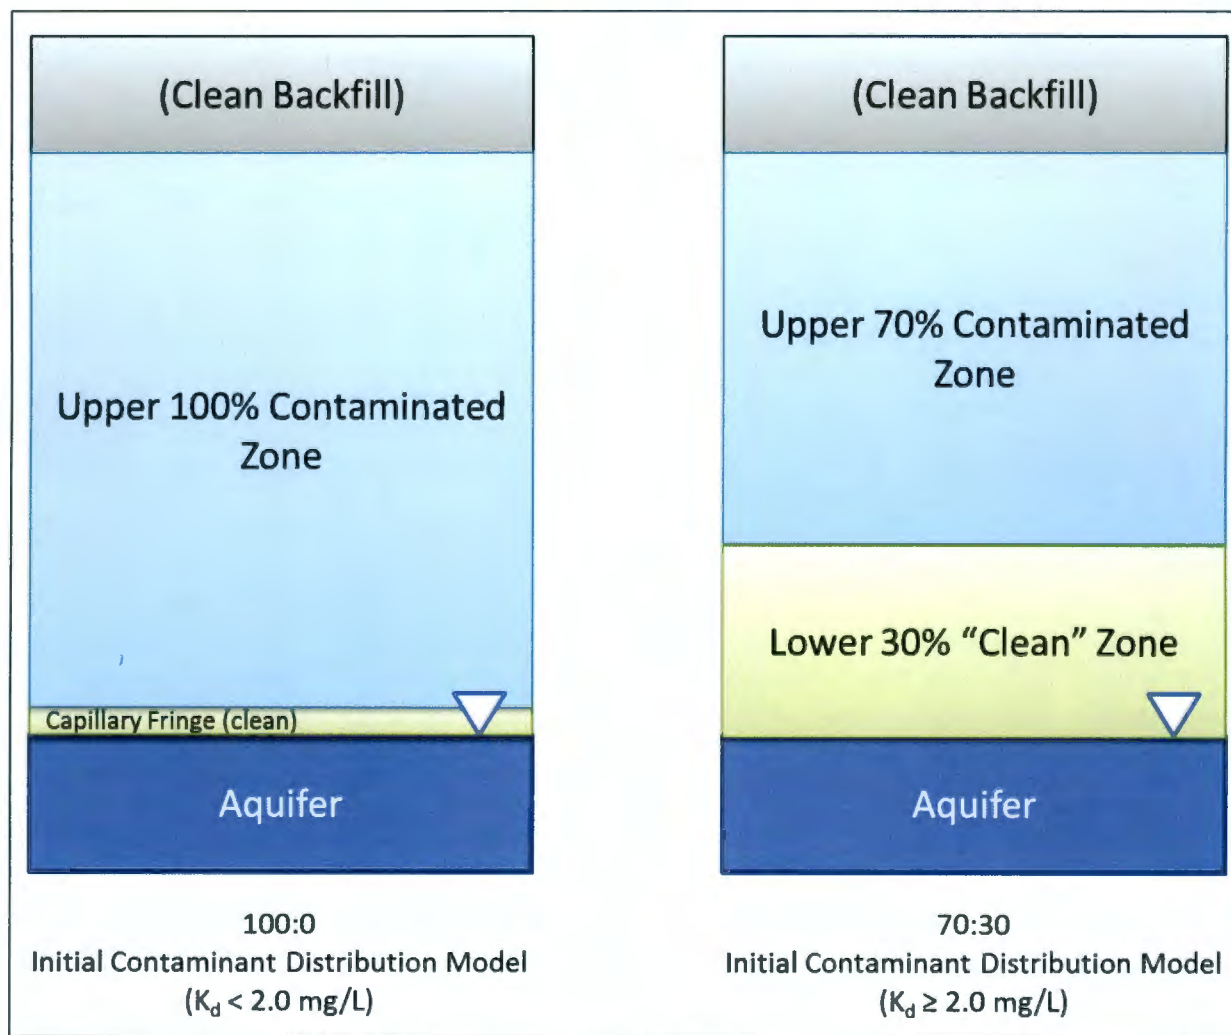 (Clean Backfill)
Upper 100% Contaminated
Zone
Capillary Fringe (clean)
Aquifer
100:0
Initial Contaminant Distribution Model
(Kd < 2.0 mg/L)
(Clean Backfill)
Upper 70% Contaminated
Zone
Lower 30% “Clean” Zone
Aquifer
70:30
Initial Contaminant Distribution Model
(Kd ≥ 2.0 mg/L)